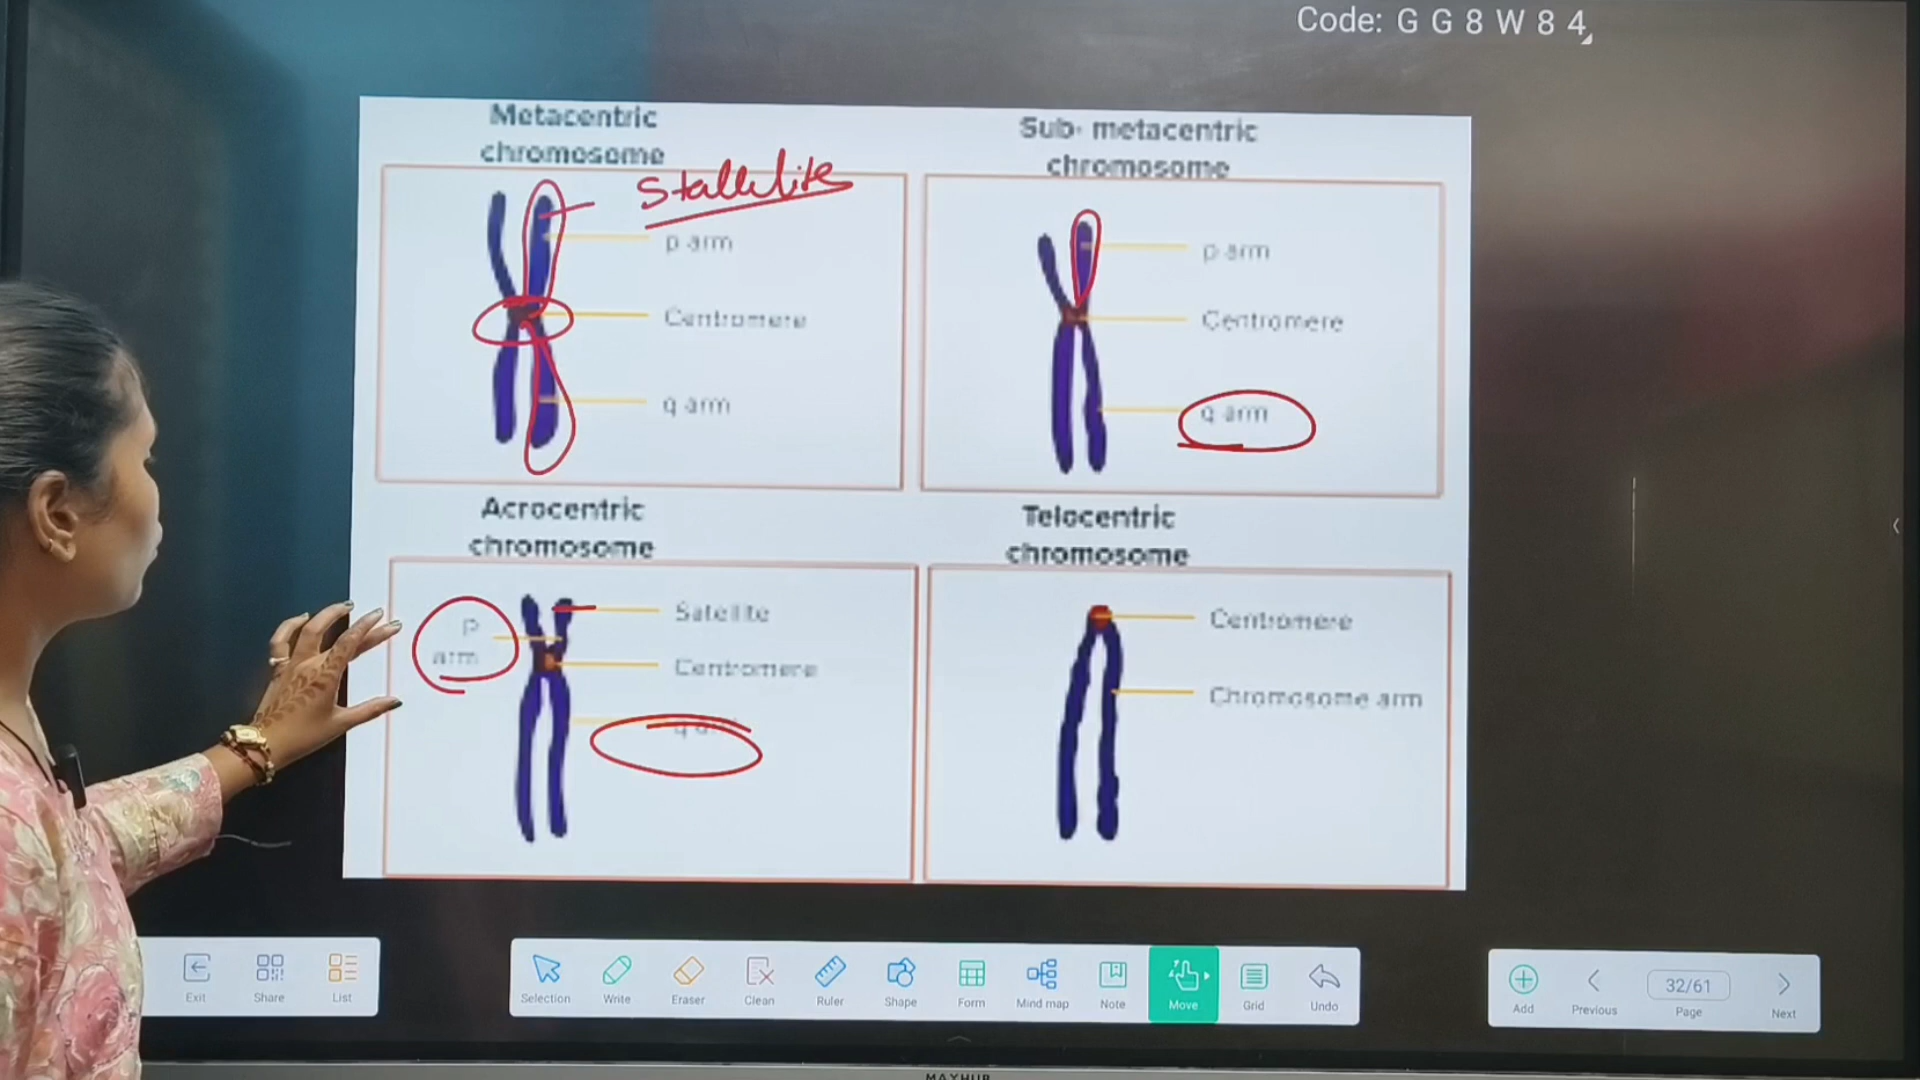 Code: G G 8 W 8 4
Metacentric
chromosome
Stallelite
p arm
Centromere
q arm
Sub- metacentric
chromosome
p arm
Centromere
q arm
Acrocentric
chromosome
P
arm
Satellite
Centromere
Telocentric
chromosome
Centromere
Chromosome arm
Exit
Share
List
Selection
Write
Eraser
Clean
Ruler
Shape
Form
Mind map
Note
Move
Grid
Undo
Add
Previous
32/61
Page
Next
MAXHUB